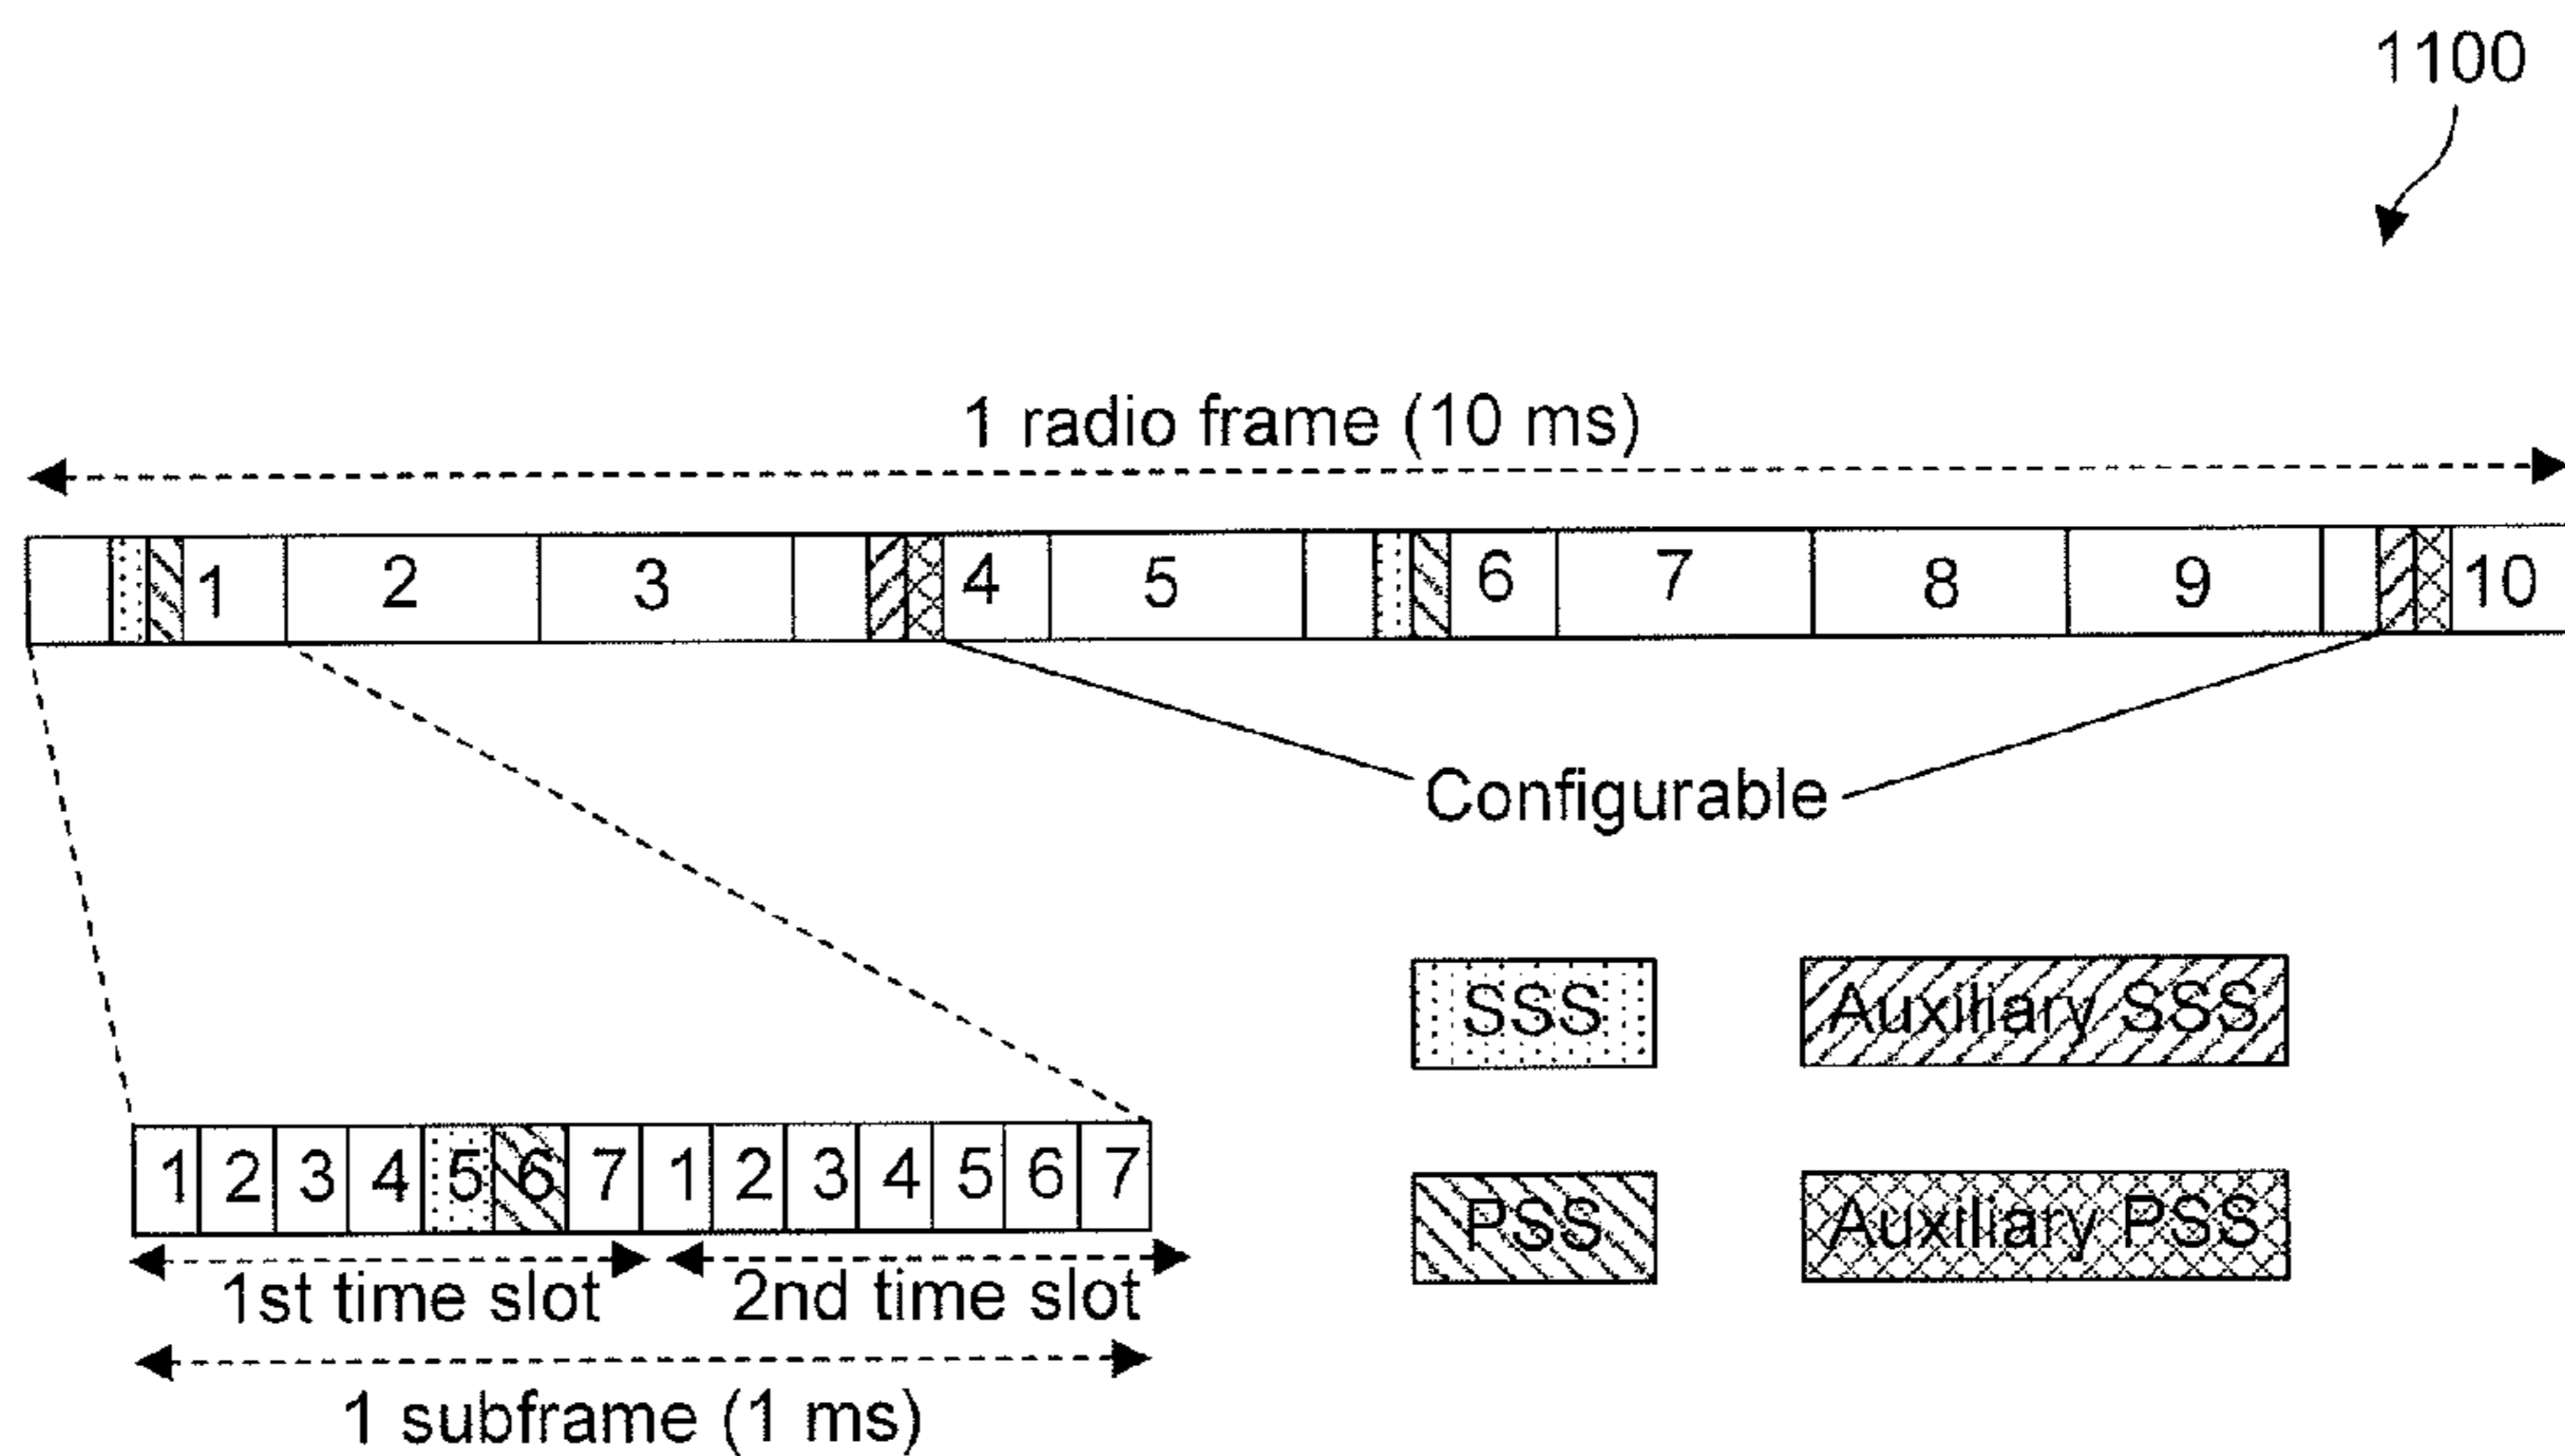 1100
1 radio frame (10 ms)
1 2 3 4 5 6 7 8 9 10
Configurable
SSS Auxiliary SSS
1 2 3 4 5 6 7 1 2 3 4 5 6 7
PSS Auxiliary PSS
1st time slot 2nd time slot
1 subframe (1 ms)